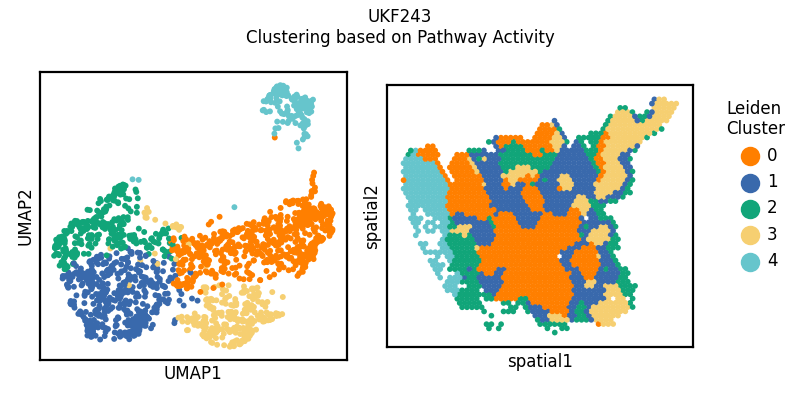 UKF243
Clustering based on Pathway Activity
UMAP2
UMAP1
spatial2
spatial1
Leiden
Cluster
0
1
2
3
4